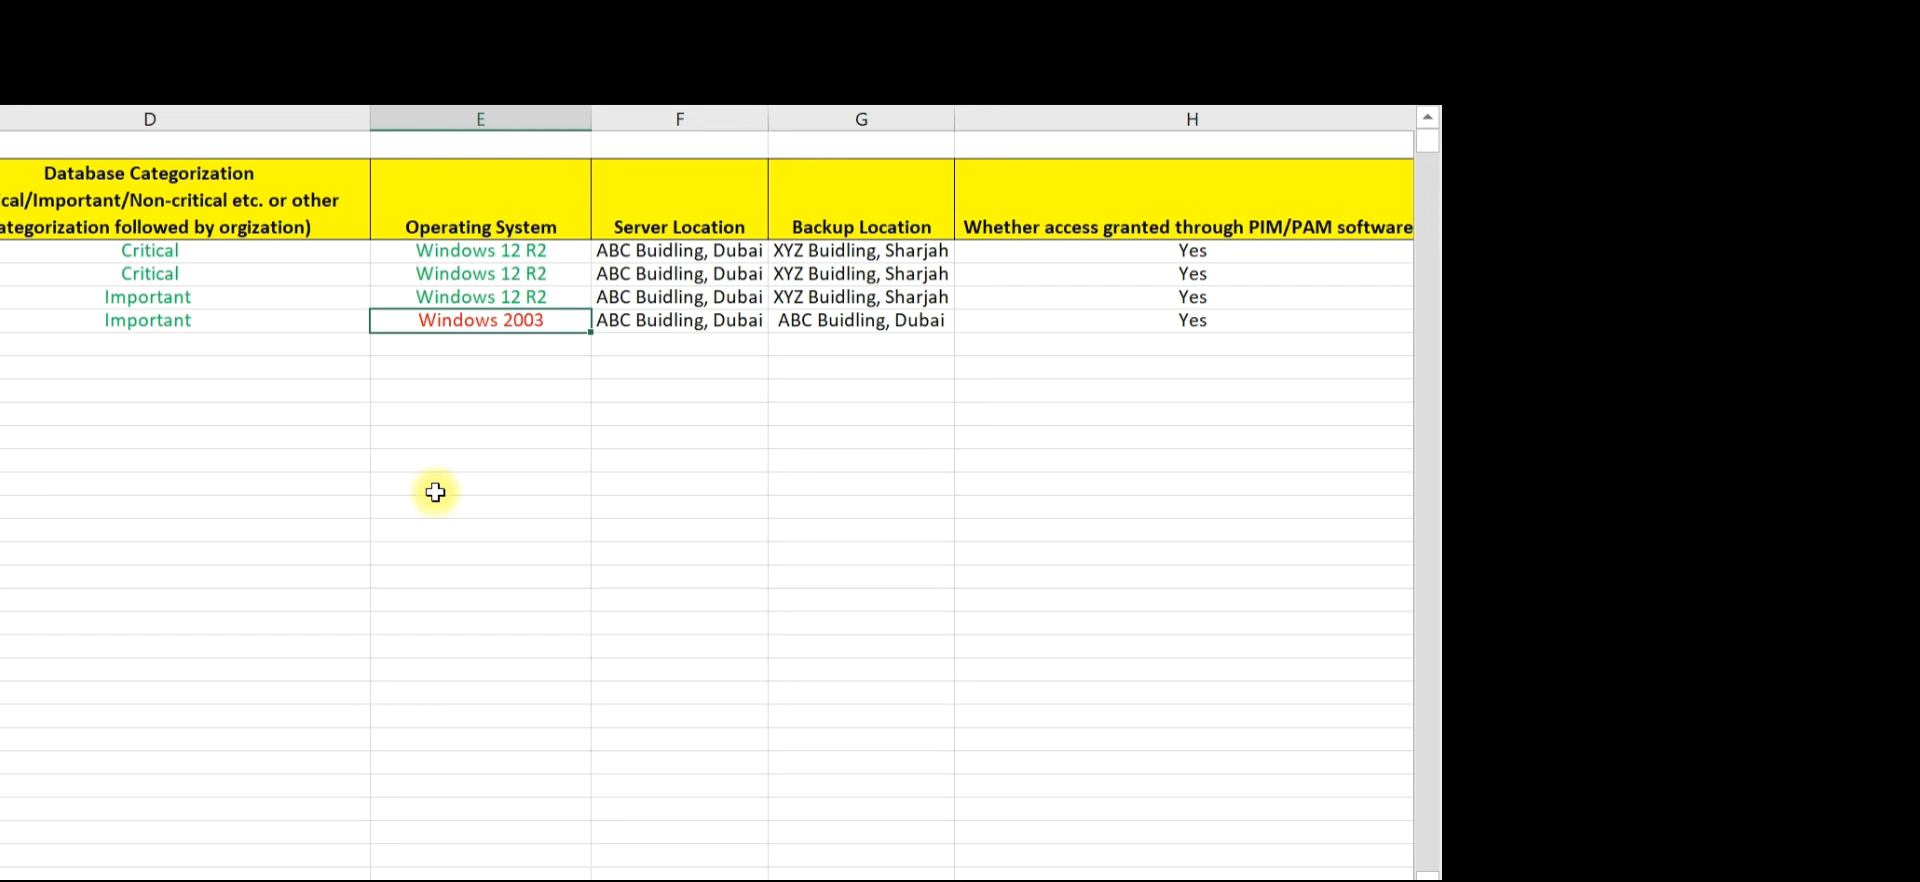 D E F G H
Database Categorization
cal/Important/Non-critical etc. or other
ategorization followed by orgization) Operating System Server Location Backup Location Whether access granted through PIM/PAM software
Critical Windows 12 R2 ABC Buidling, Dubai XYZ Buidling, Sharjah Yes
Critical Windows 12 R2 ABC Buidling, Dubai XYZ Buidling, Sharjah Yes
Important Windows 12 R2 ABC Buidling, Dubai XYZ Buidling, Sharjah Yes
Important Windows 2003 ABC Buidling, Dubai ABC Buidling, Dubai Yes